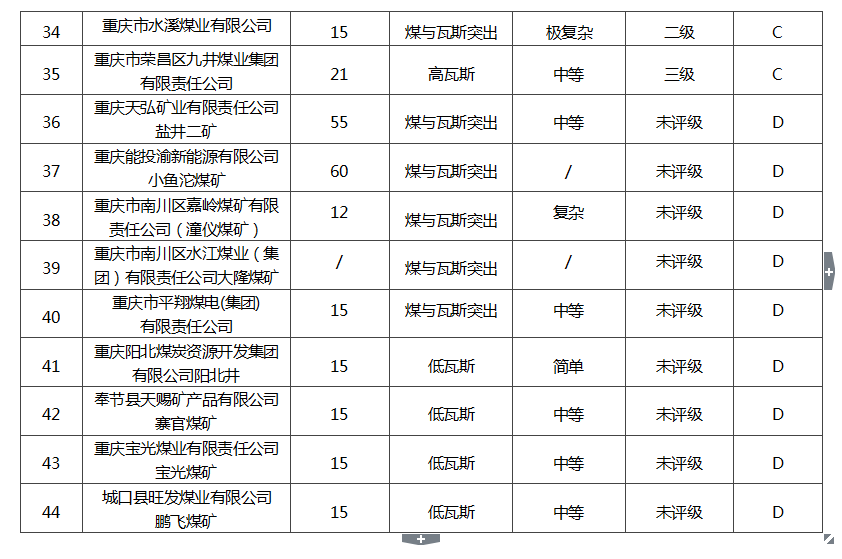 34 重庆市水溪煤业有限公司 15 煤与瓦斯突出 极复杂 二级 C
35 重庆市荣昌区九井煤业集团
有限责任公司 21 高瓦斯 中等 三级 C
36 重庆天弘矿业有限责任公司
盐井二矿 55 煤与瓦斯突出 中等 未评级 D
37 重庆能投渝新能源有限公司
小鱼沱煤矿 60 煤与瓦斯突出 / 未评级 D
38 重庆市南川区嘉岭煤矿有限
责任公司（潼仪煤矿） 12 煤与瓦斯突出 复杂 未评级 D
39 重庆市南川区水江煤业（集
团）有限责任公司大隆煤矿 / 煤与瓦斯突出 / 未评级 D
40 重庆市平翔煤电(集团)
有限责任公司 15 煤与瓦斯突出 中等 未评级 D
41 重庆阳北煤炭资源开发集团
有限公司阳北井 15 低瓦斯 简单 未评级 D
42 奉节县天赐矿产品有限公司
寨官煤矿 15 低瓦斯 中等 未评级 D
43 重庆宝光煤业有限责任公司
宝光煤矿 15 低瓦斯 中等 未评级 D
44 城口县旺发煤业有限公司
鹏飞煤矿 15 低瓦斯 中等 未评级 D